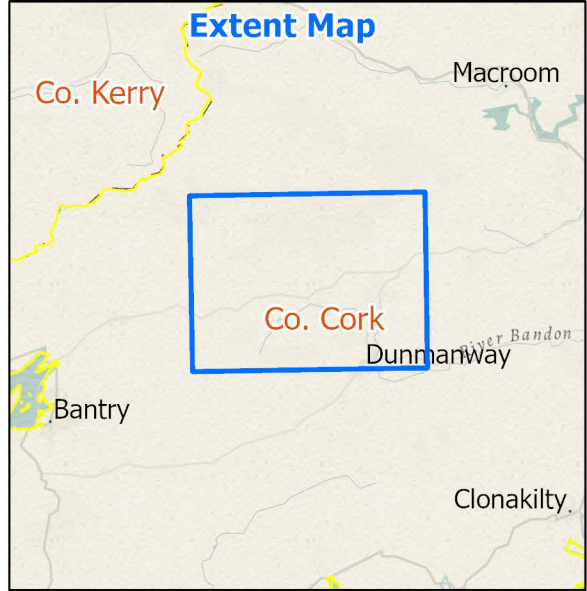 Extent Map
Macroom
Co. Kerry
Co. Cork
River Bandon
Dunmanway
Bantry
Clonakilty